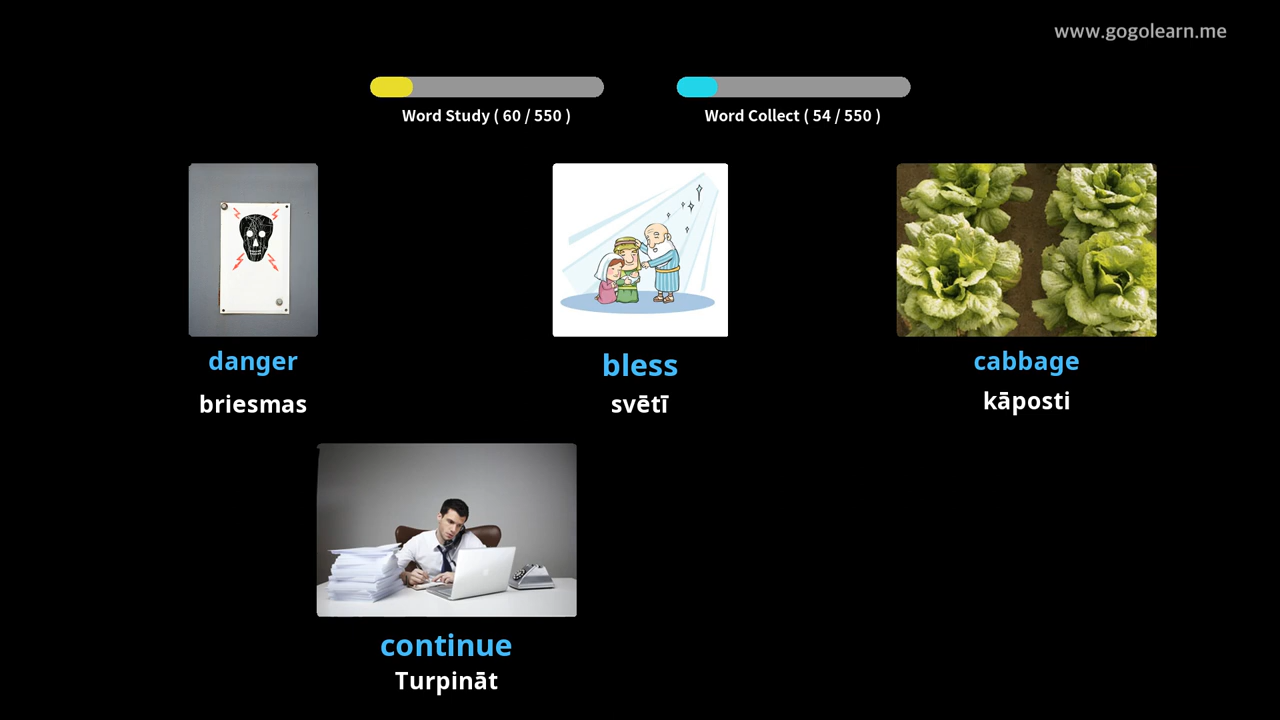 www.gogolearn.me
Word Study ( 60 / 550 )
Word Collect ( 54 / 550 )
danger
briesmas
bless
svētī
cabbage
kāposti
continue
Turpināt